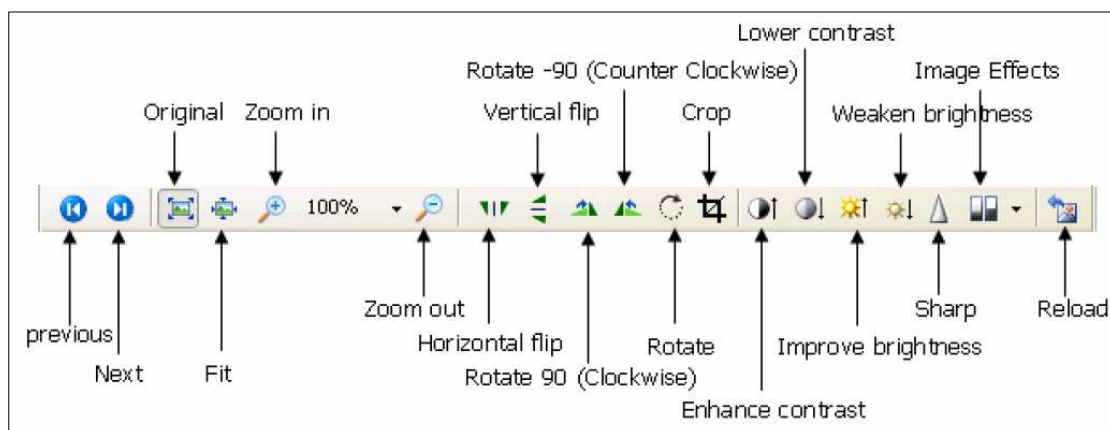 Lower contrast
Rotate -90 (Counter Clockwise)
Image Effects
Original
Zoom in
Vertical flip
Crop
Weaken brightness
100%
previous
Zoom out
Sharp
Reload
Horizontal flip
Rotate
Improve brightness
Next
Fit
Rotate 90 (Clockwise)
Enhance contrast